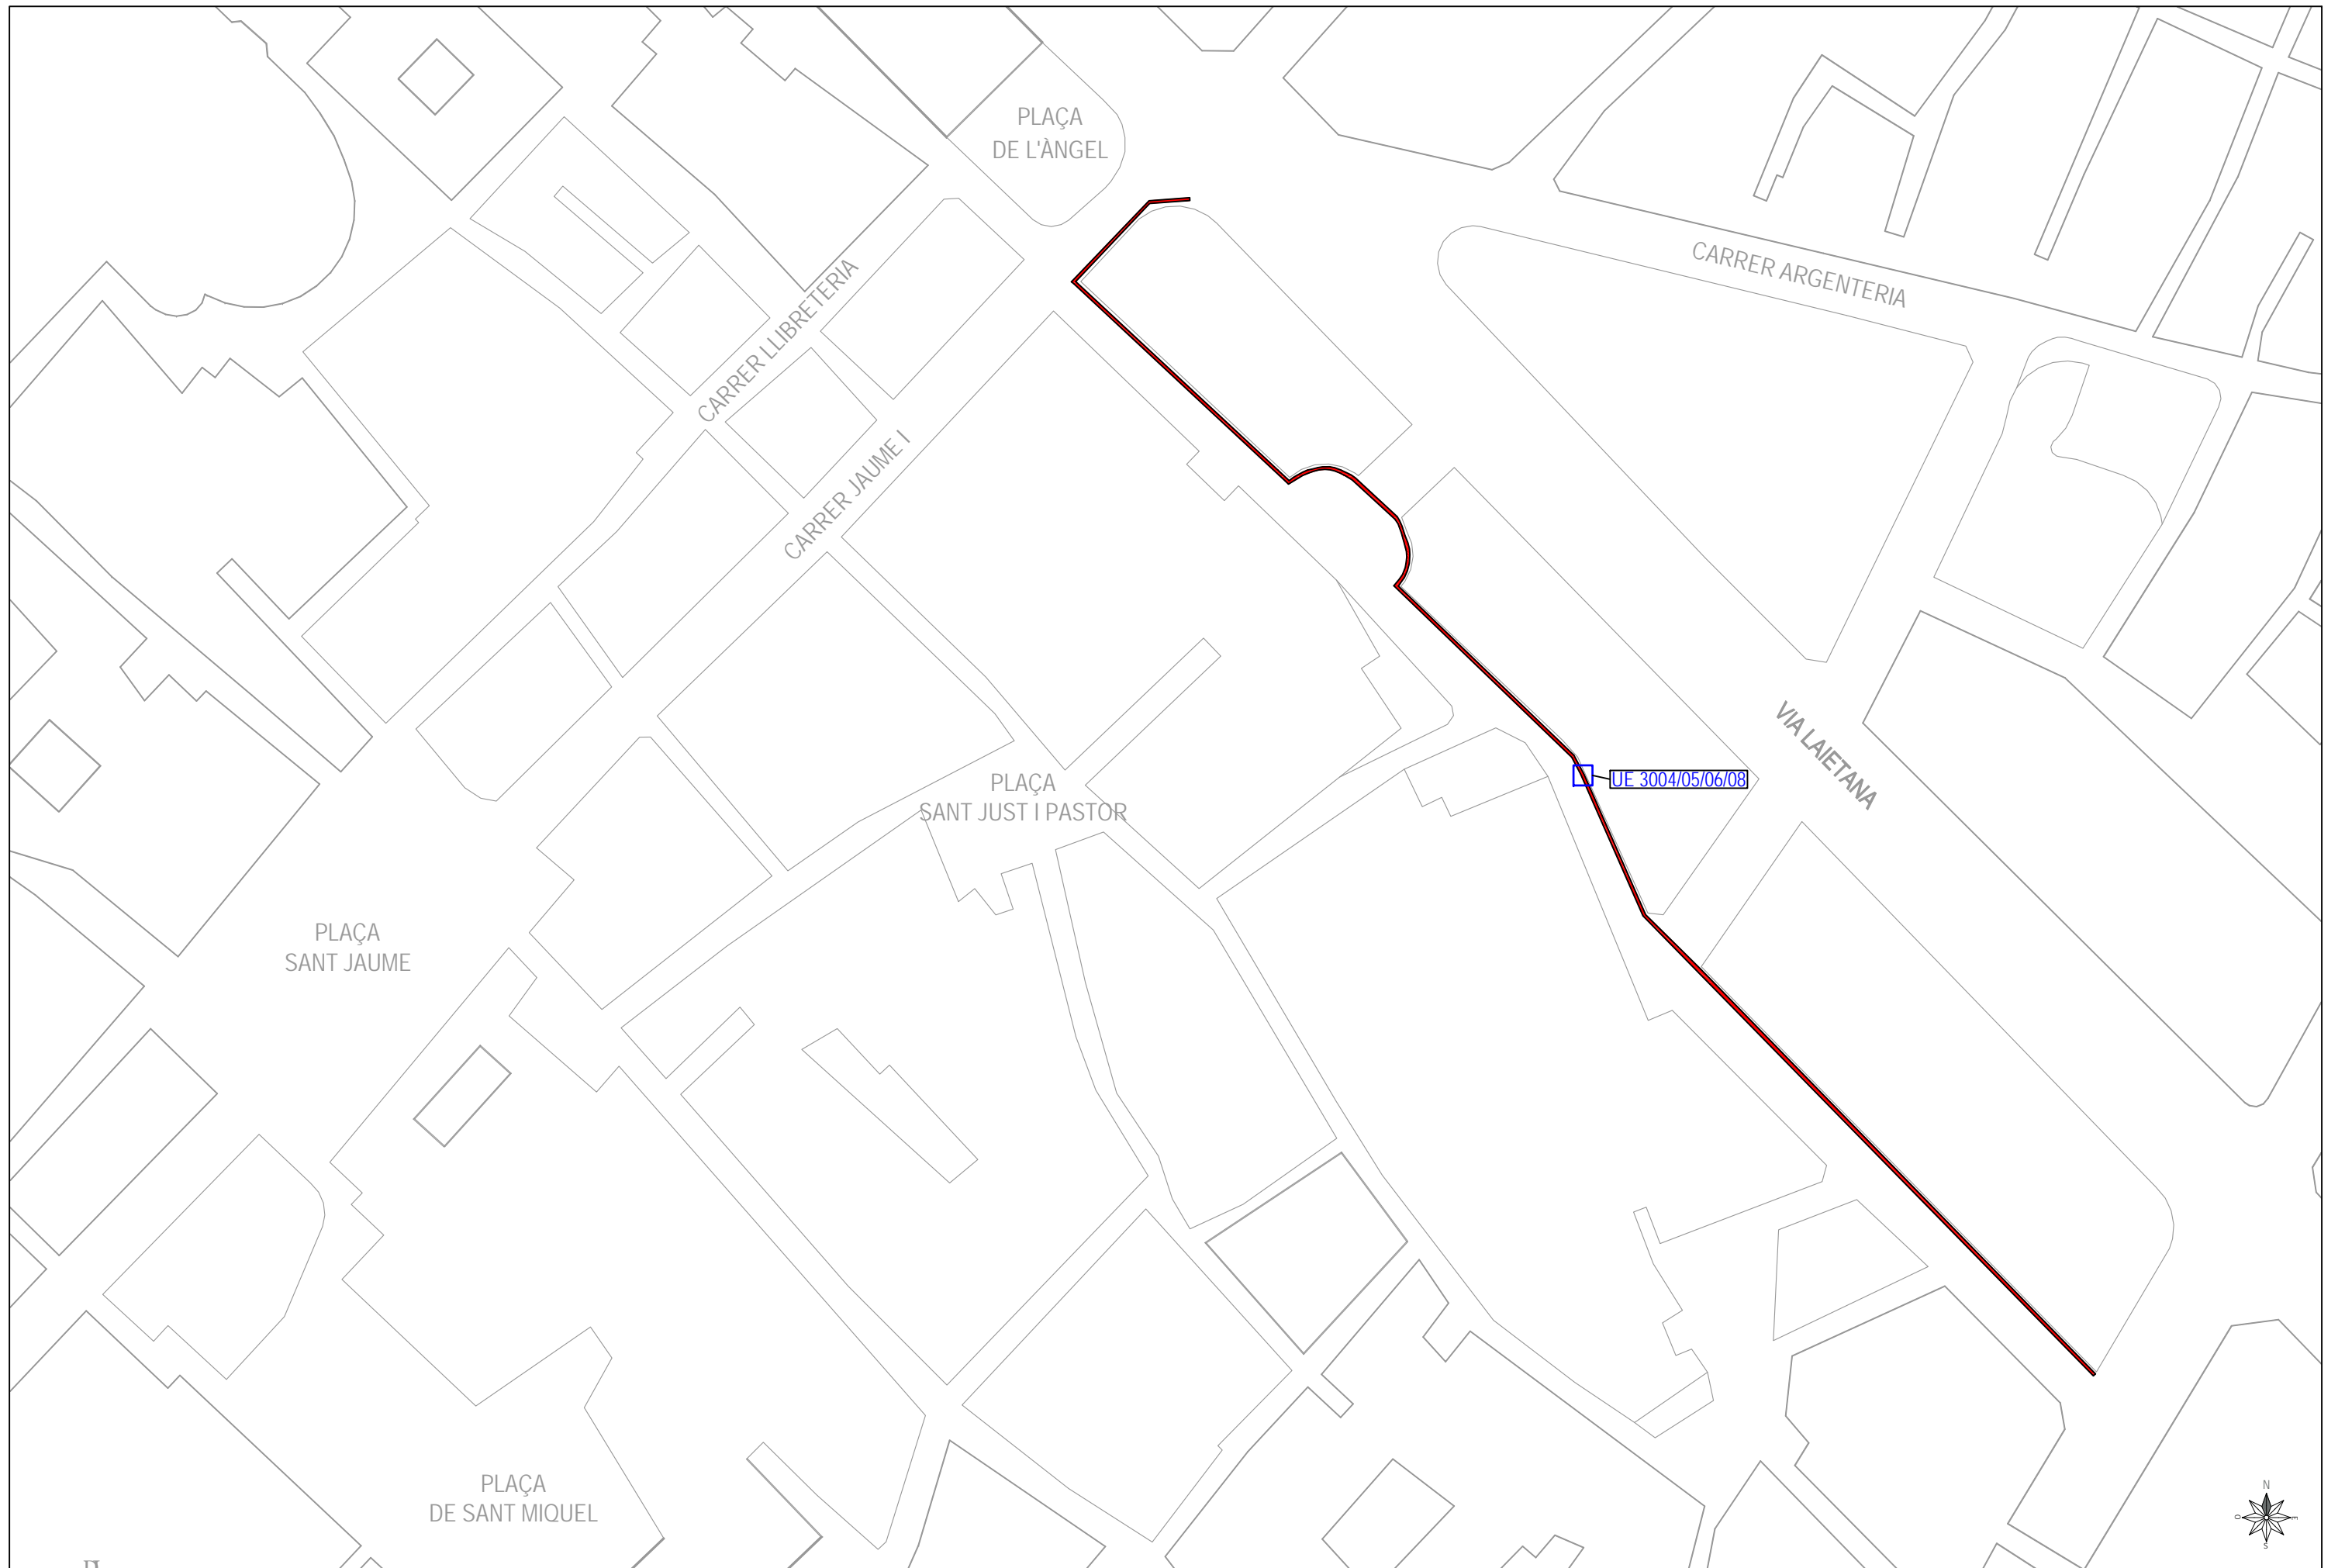 PLAÇA
DE L'ÀNGEL
CARRER ARGENTERIA
CARRER LLIBRETERIA
CARRER JAUME I
VIA LAIETANA
PLAÇA
SANT JUST I PASTOR
UE 3004/05/06/08
PLAÇA
SANT JAUME
PLAÇA
DE SANT MIQUEL
N
O
E
S